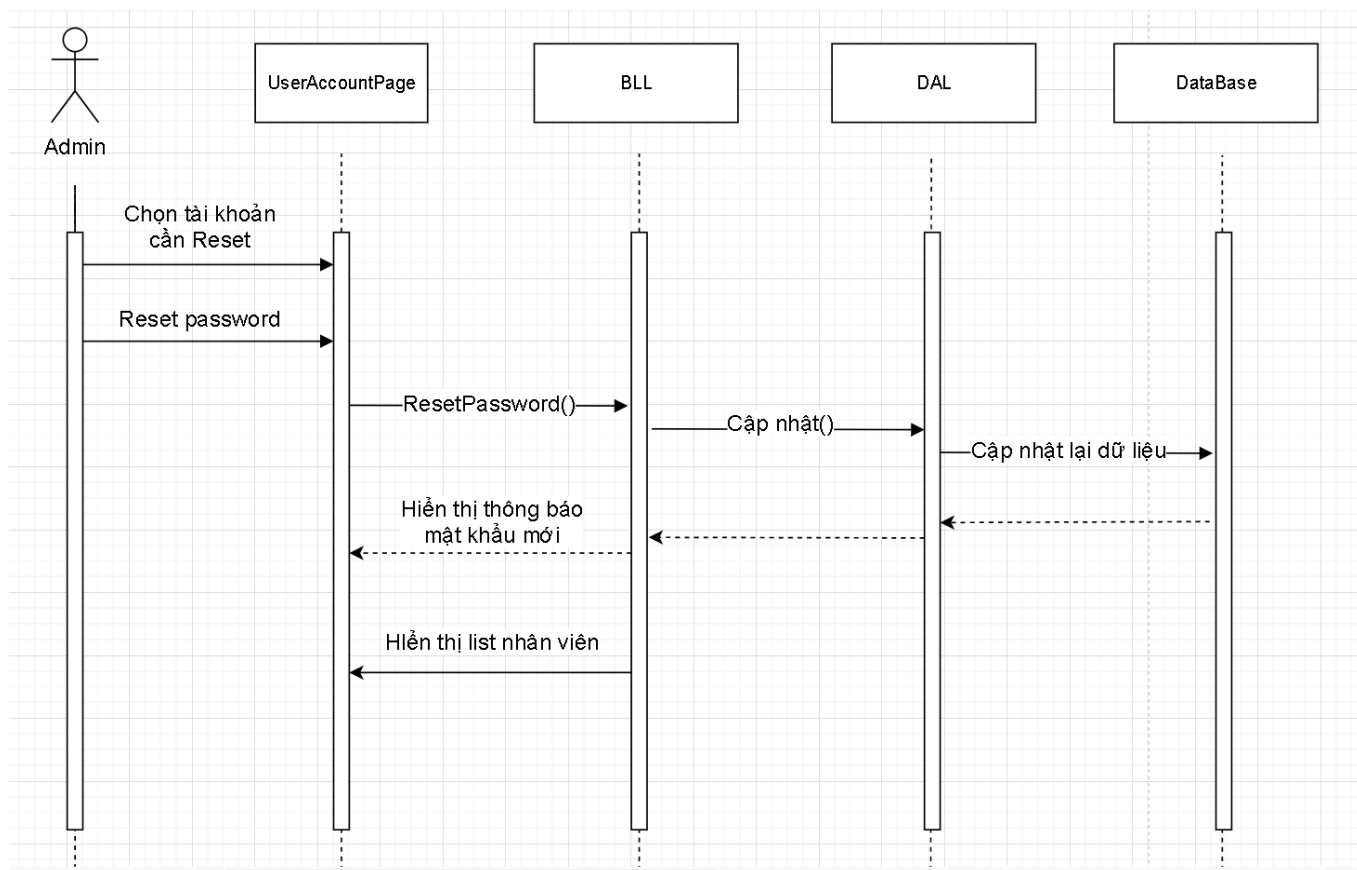 UserAccountPage
BLL
DAL
DataBase
Admin
Chọn tài khoản
cần Reset
Reset password
ResetPassword()
Cập nhật()
Cập nhật lại dữ liệu
Hiển thị thông báo
mật khẩu mới
HIển thị list nhân viên